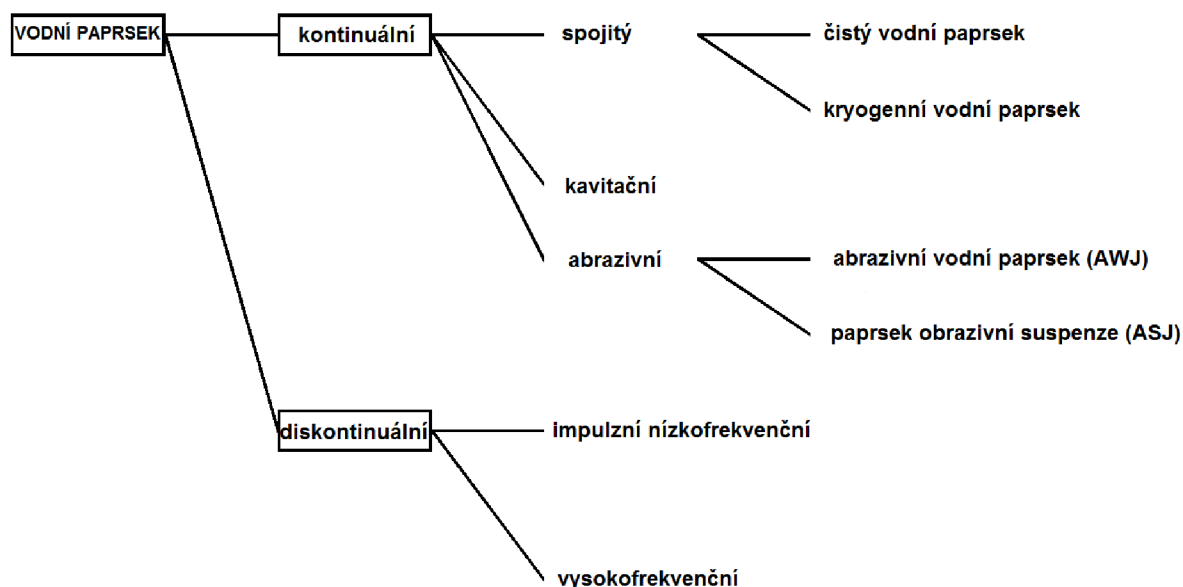 VODNÍ PAPRSEK
kontinuální
spojitý
čistý vodní paprsek
kryogenní vodní paprsek
kavitační
abrazivní
abrazivní vodní paprsek (AWJ)
paprsek obrazivní suspenze (ASJ)
diskontinuální
impulzní nízkofrekvenční
vysokofrekvenční